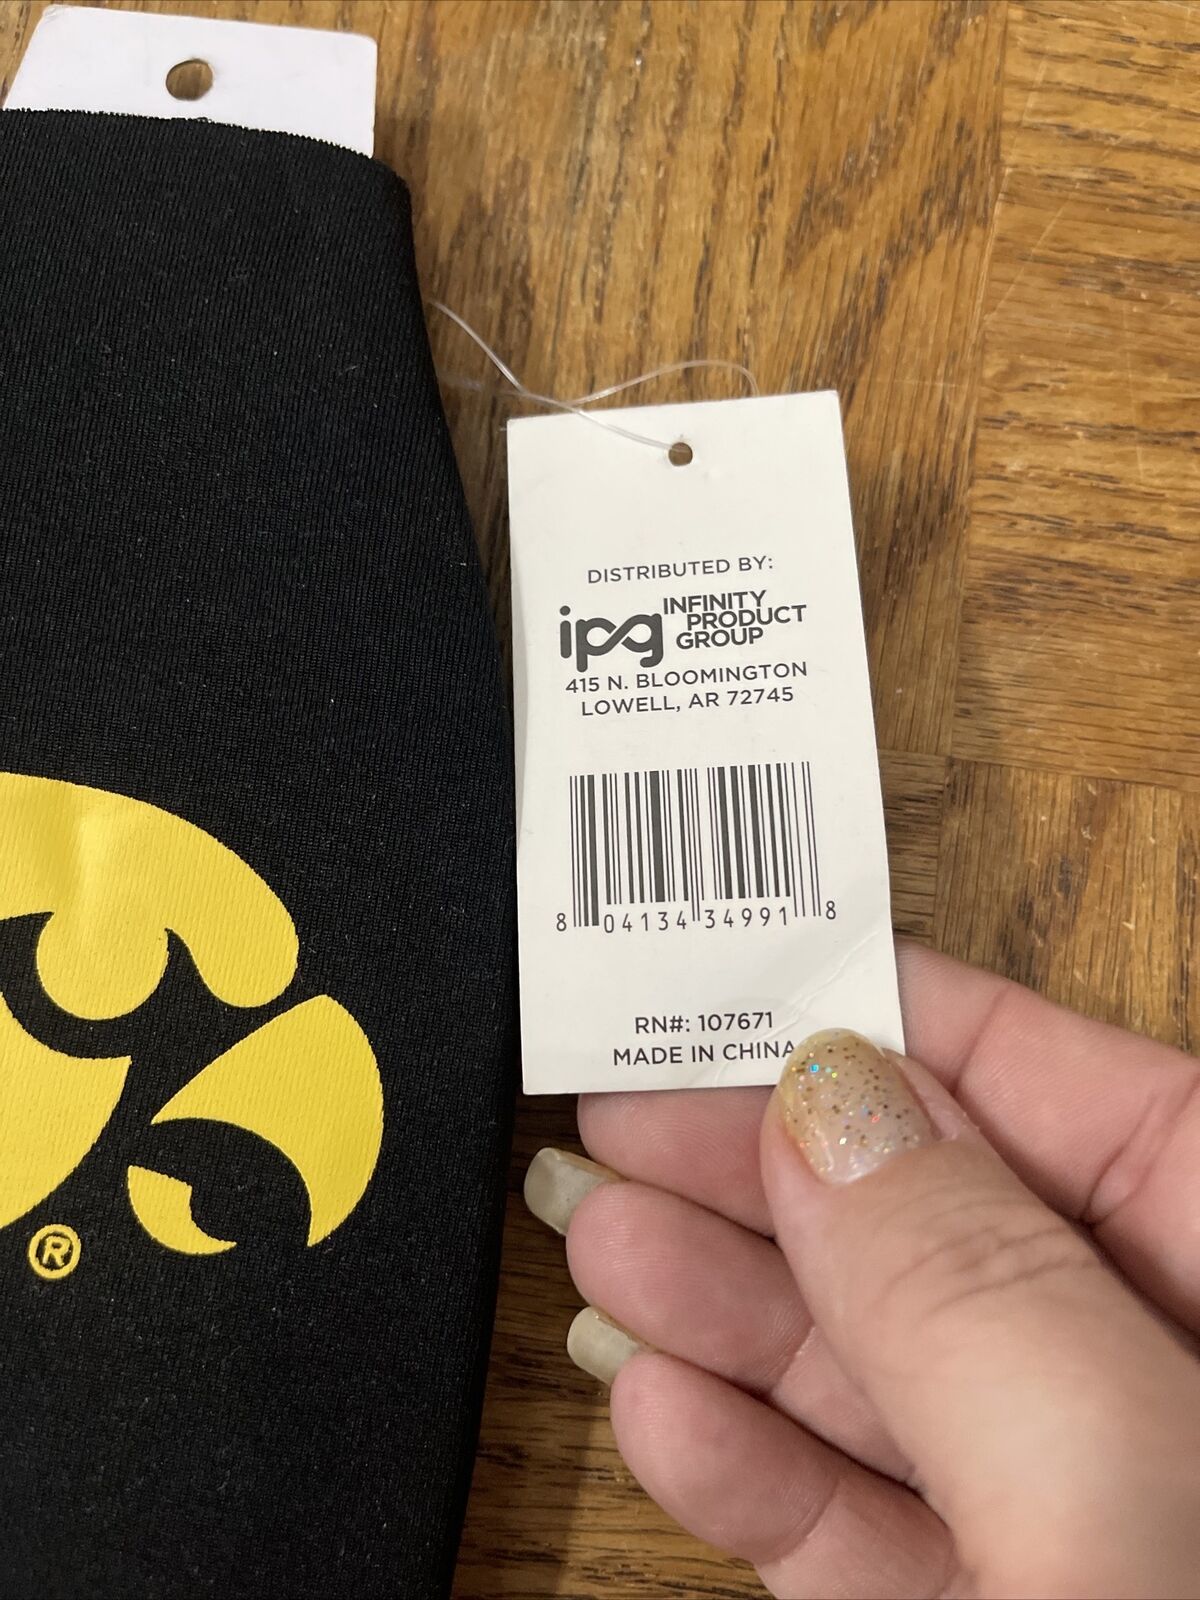 DISTRIBUTED BY:
ipg INFINITY
PRODUCT
GROUP
415 N. BLOOMINGTON
LOWELL, AR 72745
8 04134 34991 8
RN#: 107671
MADE IN CHINA
®